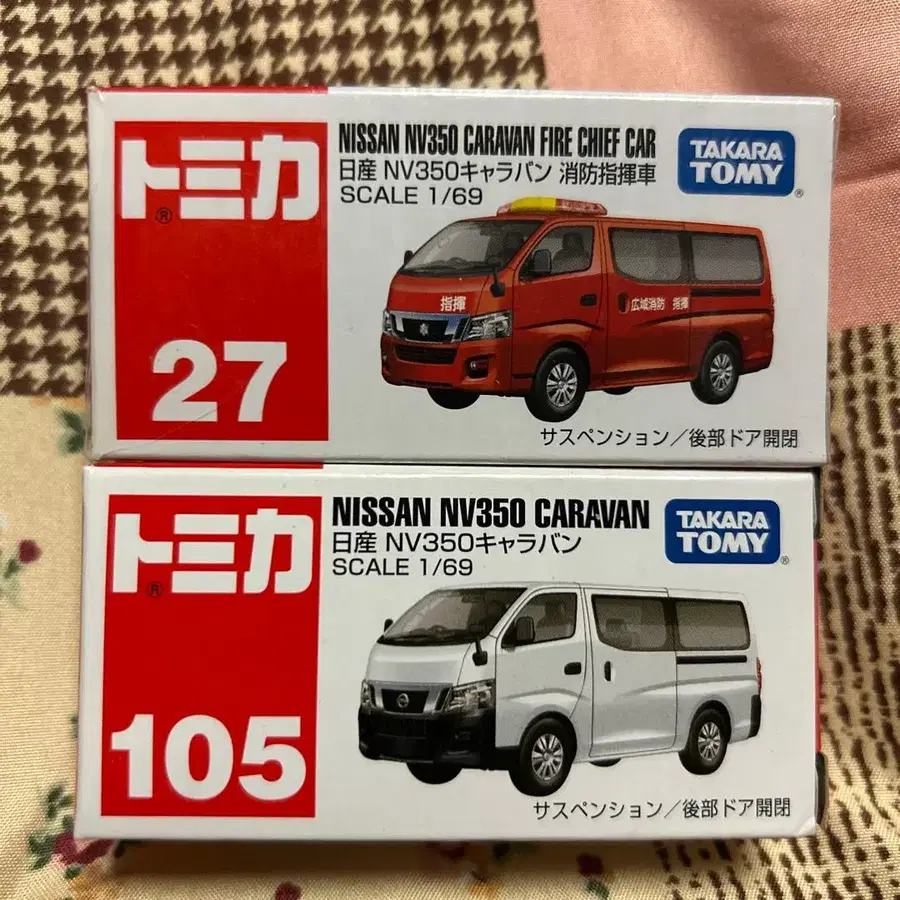 トミカ®
27
NISSAN NV350 CARAVAN FIRE CHIEF CAR
日産 NV350キャラバン 消防指揮車
SCALE 1/69
TAKARA
TOMY®
指揮
広域消防 指揮
サスペンション/後部ドア開閉
トミカ®
105
NISSAN NV350 CARAVAN
日産 NV350キャラバン
SCALE 1/69
TAKARA
TOMY®
サスペンション/後部ドア開閉